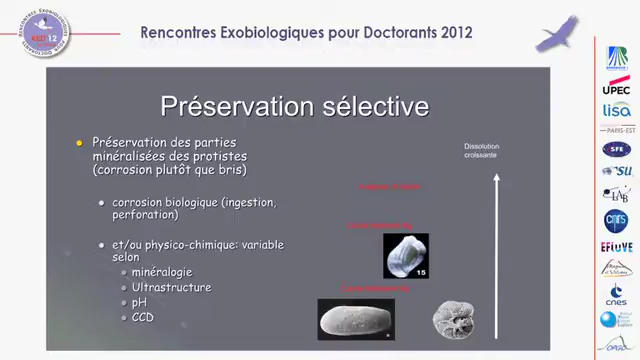 Rencontres Exobiologiques pour Doctorants 2012
Préservation sélective
Préservation des parties
minéralisées des protistes
(corrosion plutôt que bris)
corrosion biologique (ingestion,
perforation)
et/ou physico-chimique: variable
selon
minéralogie
Ultrastructure
pH
CCD
Dissolution
croissante
15
UPEC
lisa
PARIS-EST
SFE
CNRS
EFLUVE
cnes
OPGC